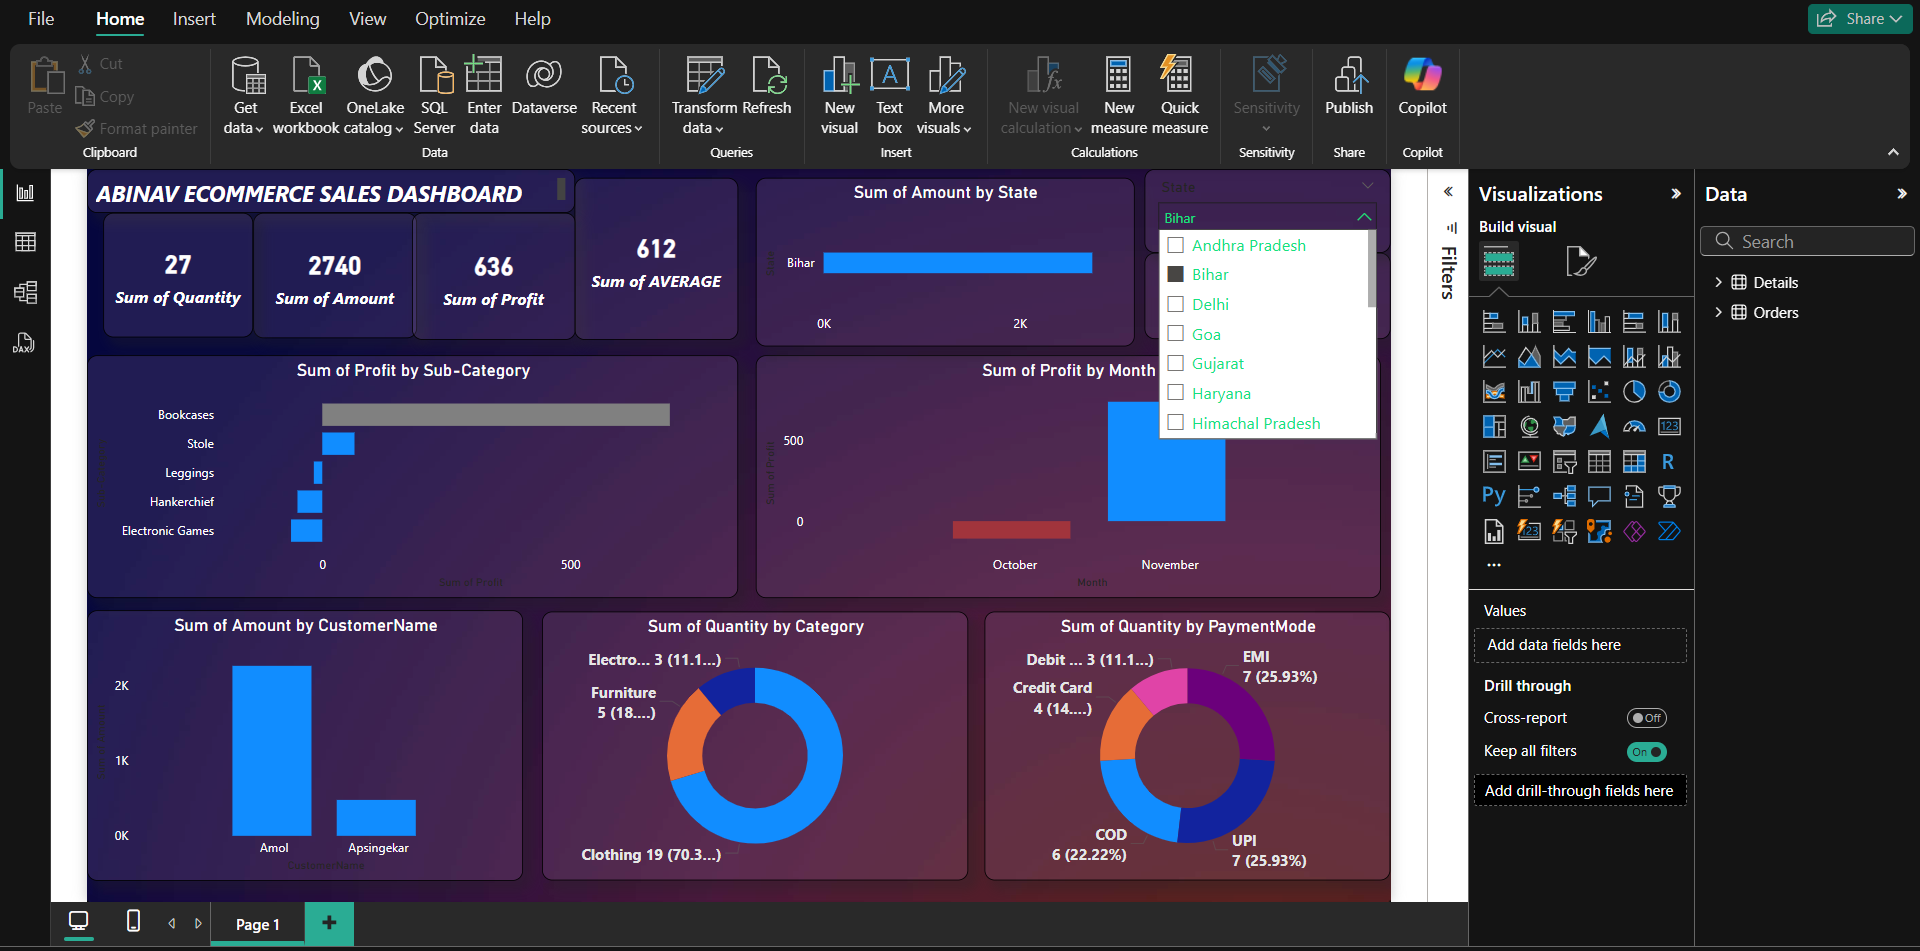 File Home Insert Modeling View Optimize Help Share
Paste
Cut
Copy
Format painter
Clipboard
Get data
Excel workbook
OneLake catalog
SQL Server
Enter data
Dataverse
Recent sources
Data
Transform data
Refresh
Queries
New visual
Text box
More visuals
Insert
New visual calculation
New measure
Quick measure
Calculations
Sensitivity
Sensitivity
Publish
Share
Copilot
Copilot
ABINAV ECOMMERCE SALES DASHBOARD
27
Sum of Quantity
2740
Sum of Amount
636
Sum of Profit
612
Sum of AVERAGE
Sum of Amount by State
State
Bihar
0K 2K
State
Bihar
Andhra Pradesh
Bihar
Delhi
Goa
Gujarat
Haryana
Himachal Pradesh
Sum of Profit by Sub-Category
Bookcases
Stole
Leggings
Hankerchief
Electronic Games
0 500
Sum of Profit
Sum of Profit by Month
Sum of Profit
500
0
October November
Month
Sum of Amount by CustomerName
2K
1K
0K
Amol Apsingekar
CustomerName
Sum of Quantity by Category
Electro... 3 (11.1...)
Furniture
5 (18....)
Clothing 19 (70.3...)
Sum of Quantity by PaymentMode
Debit ... 3 (11.1...)
EMI
7 (25.93%)
Credit Card
4 (14....)
COD
6 (22.22%)
UPI
7 (25.93%)
Filters
Visualizations
Build visual
123
R
Py
123
Values
Add data fields here
Drill through
Cross-report Off
Keep all filters On
Add drill-through fields here
Data
Search
Details
Orders
DAX
Page 1